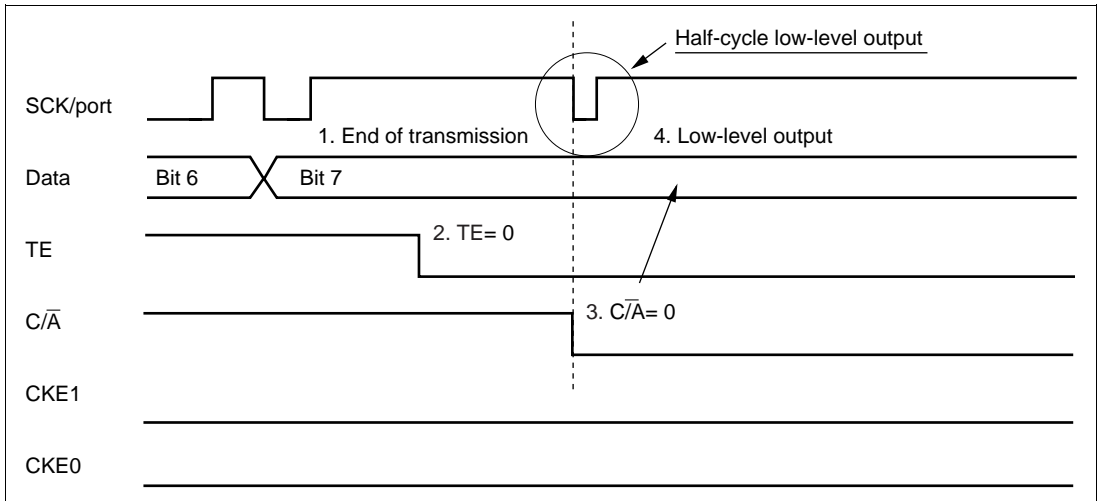 Half-cycle low-level output
SCK/port
1. End of transmission
4. Low-level output
Data
Bit 6
Bit 7
TE
2. TE= 0
C/A̅
3. C/A̅= 0
CKE1
CKE0